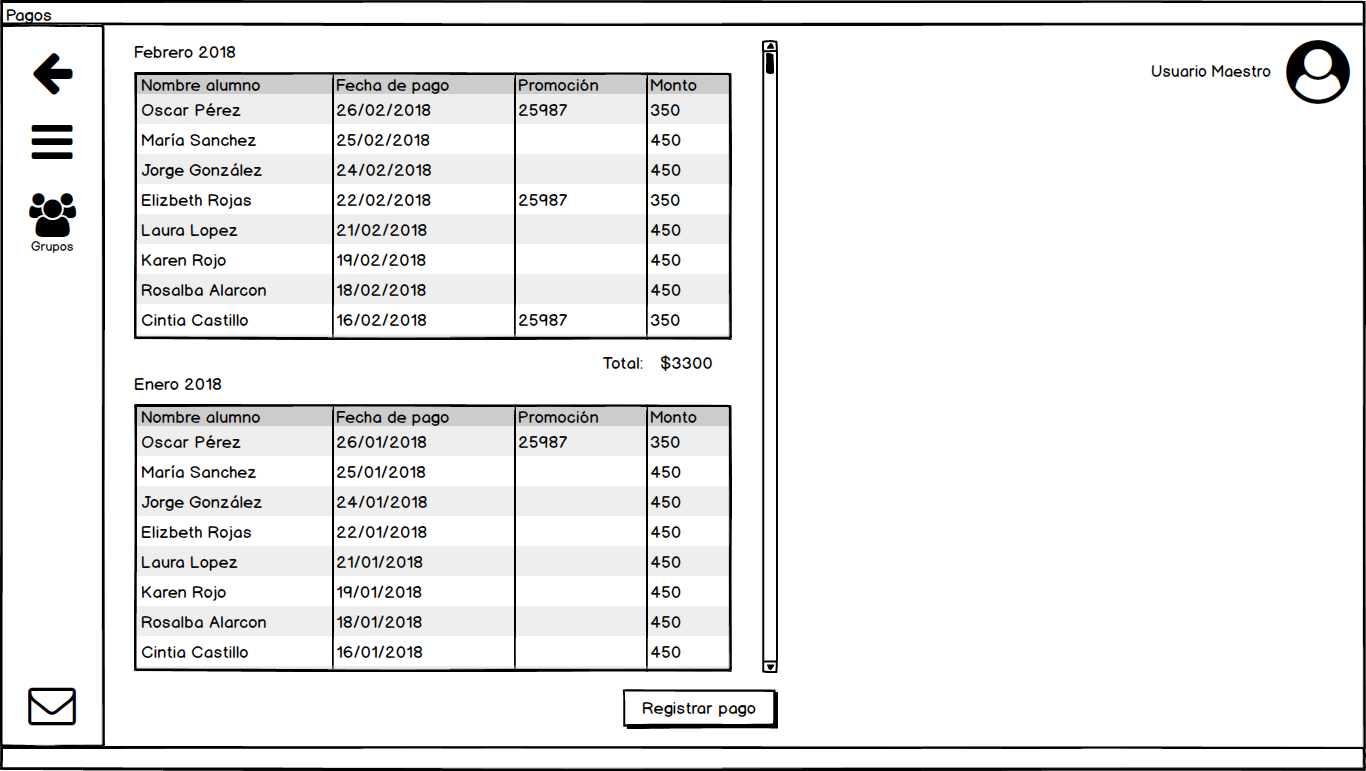 Pagos
Usuario Maestro
Grupos
Febrero 2018
Nombre alumno Fecha de pago Promoción Monto
Oscar Pérez 26/02/2018 25987 350
María Sanchez 25/02/2018 450
Jorge González 24/02/2018 450
Elizbeth Rojas 22/02/2018 25987 350
Laura Lopez 21/02/2018 450
Karen Rojo 19/02/2018 450
Rosalba Alarcon 18/02/2018 450
Cintia Castillo 16/02/2018 25987 350
Total: $3300
Enero 2018
Nombre alumno Fecha de pago Promoción Monto
Oscar Pérez 26/01/2018 25987 350
María Sanchez 25/01/2018 450
Jorge González 24/01/2018 450
Elizbeth Rojas 22/01/2018 450
Laura Lopez 21/01/2018 450
Karen Rojo 19/01/2018 450
Rosalba Alarcon 18/01/2018 450
Cintia Castillo 16/01/2018 450
Registrar pago